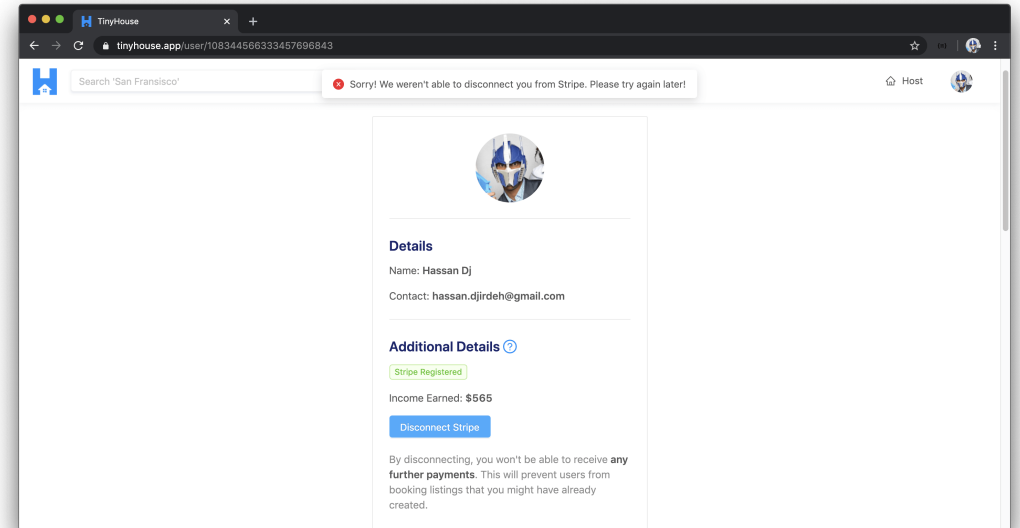 TinyHouse
tinyhouse.app/user/108344566333457696843
Search 'San Fransisco'
Sorry! We weren't able to disconnect you from Stripe. Please try again later!
Host
Details
Name: Hassan Dj
Contact: hassan.djirdeh@gmail.com
Additional Details
Stripe Registered
Income Earned: $565
Disconnect Stripe
By disconnecting, you won't be able to receive any
further payments. This will prevent users from
booking listings that you might have already
created.